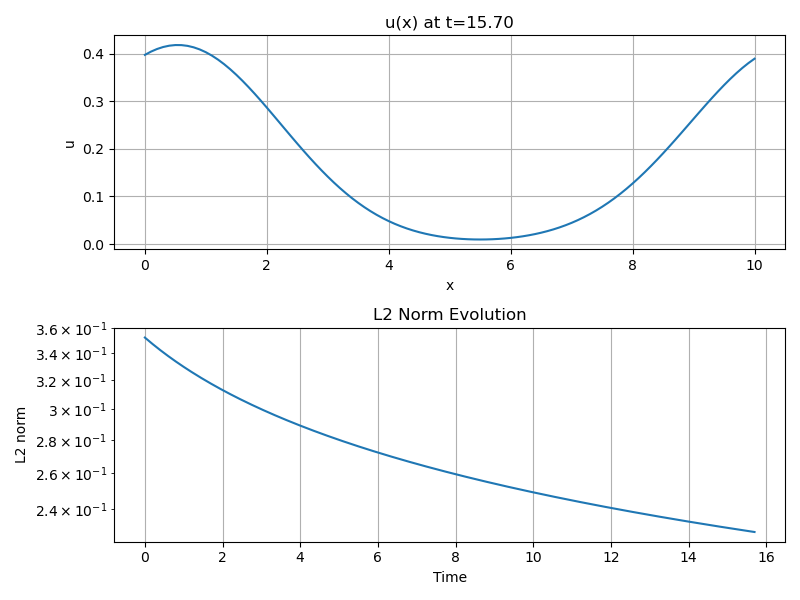 u(x) at t=15.70
0.4
0.3
0.2
0.1
0.0
u
0 2 4 6 8 10
x
L2 Norm Evolution
3.6 × 10⁻¹
3.4 × 10⁻¹
3.2 × 10⁻¹
3 × 10⁻¹
2.8 × 10⁻¹
2.6 × 10⁻¹
2.4 × 10⁻¹
L2 norm
0 2 4 6 8 10 12 14 16
Time